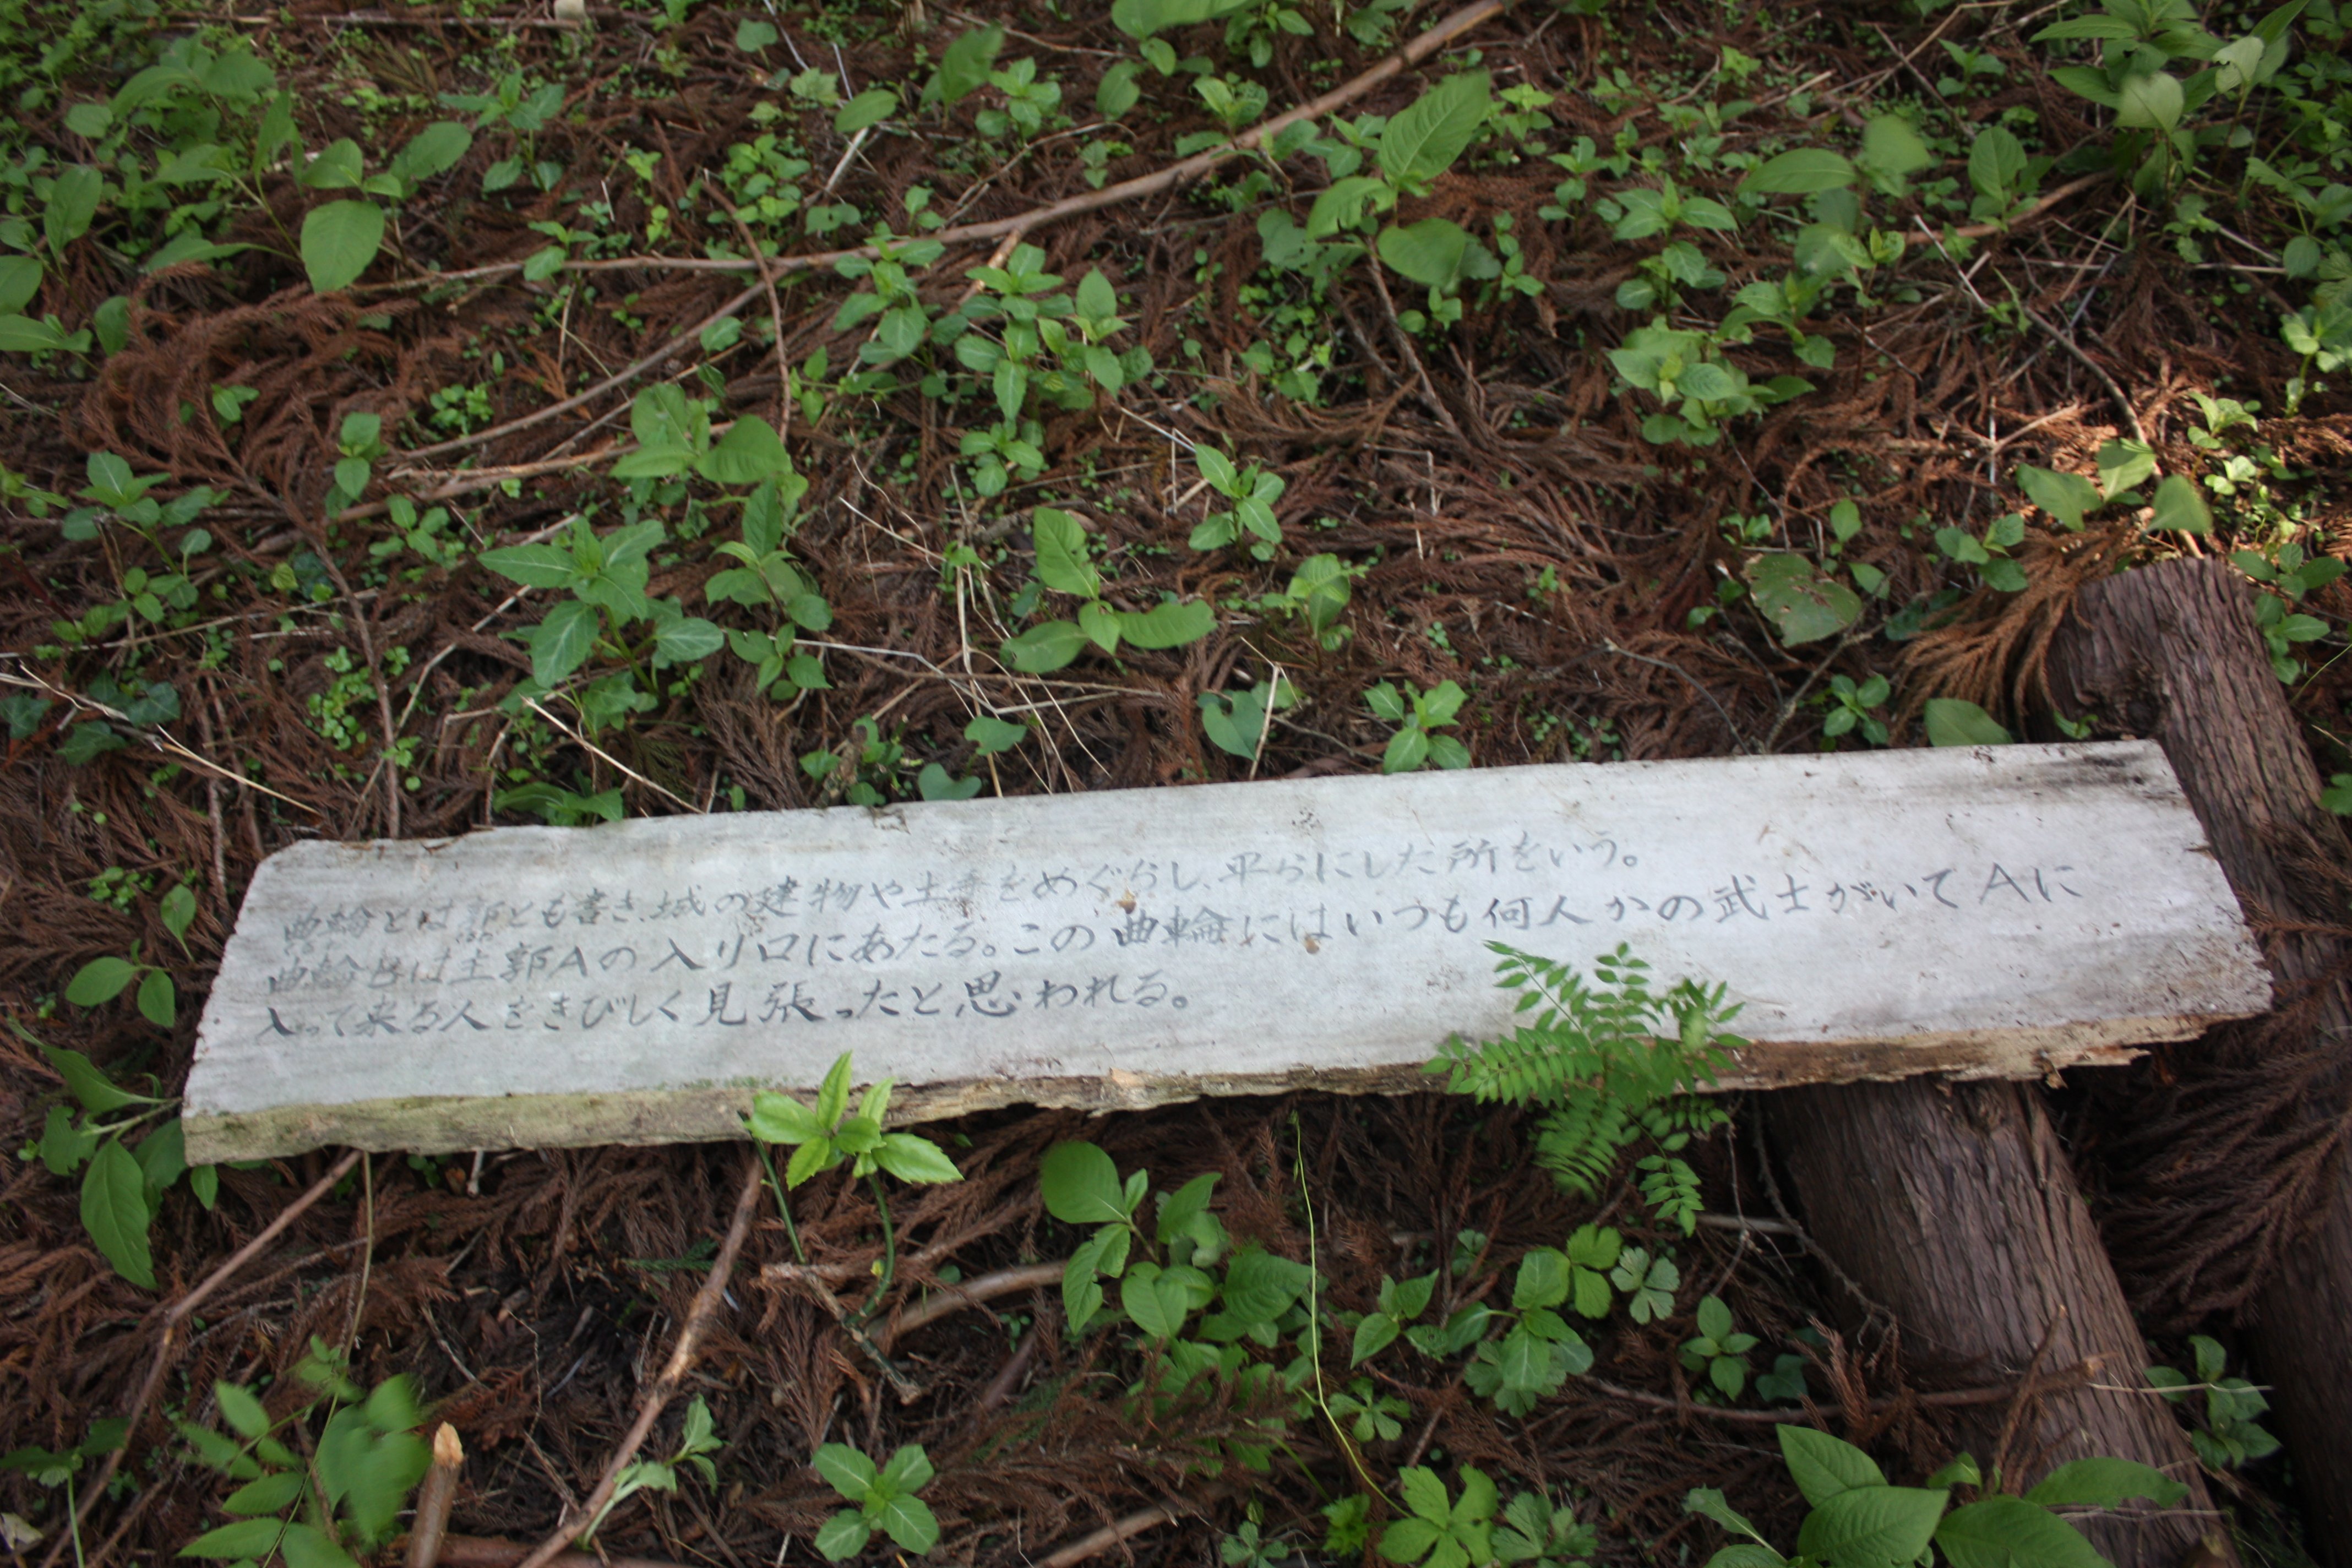 曲輪とは郭とも書き、城の建物や土塁をめぐらし、平らにした所をいう。
曲輪Bは主郭Aの入り口にあたる。この曲輪にはいつも何人かの武士がいてAに
入って来る人をきびしく見張ったと思われる。